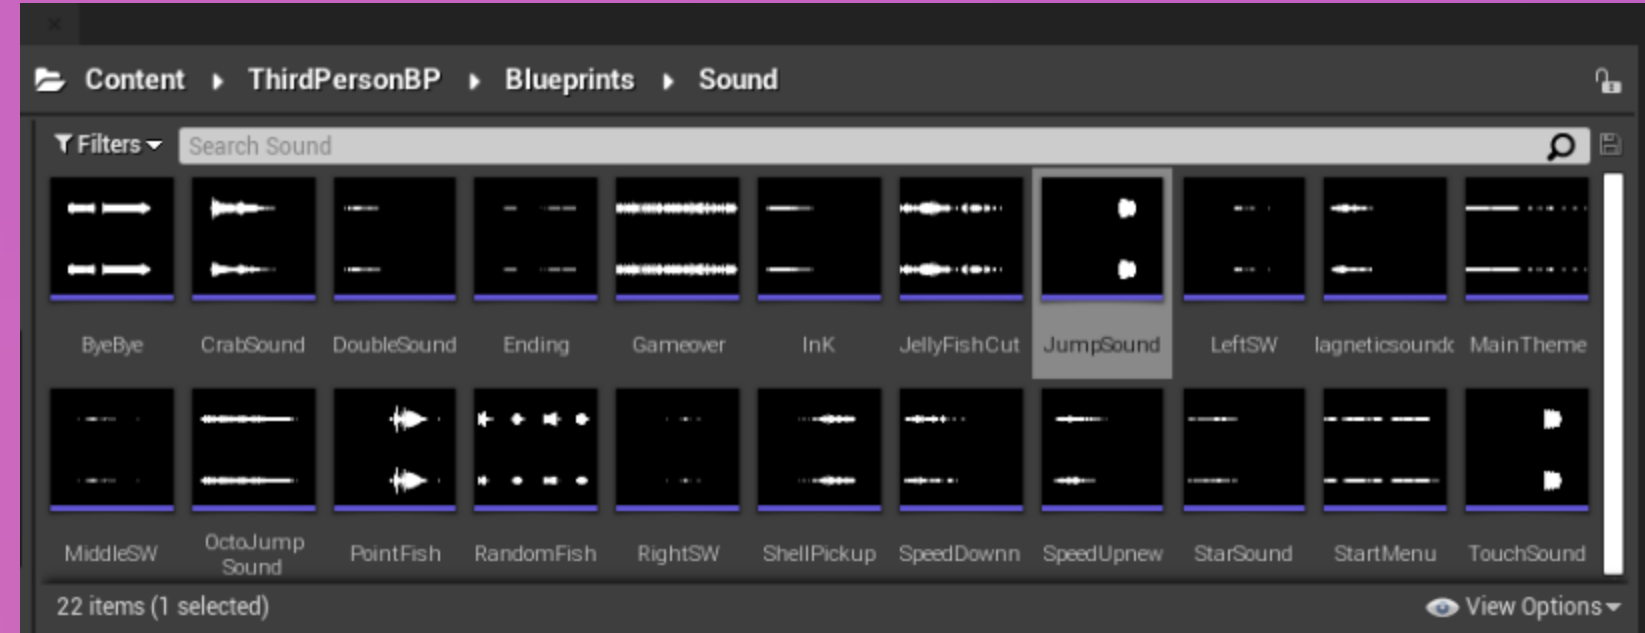 Content ThirdPersonBP Blueprints Sound
Filters Search Sound
ByeBye CrabSound DoubleSound Ending Gameover InK JellyFishCut JumpSound LeftSW lagneticsoundc MainTheme
MiddleSW OctoJump Sound PointFish RandomFish RightSW ShellPickup SpeedDownn SpeedUpnew StarSound StartMenu TouchSound
22 items (1 selected) View Options